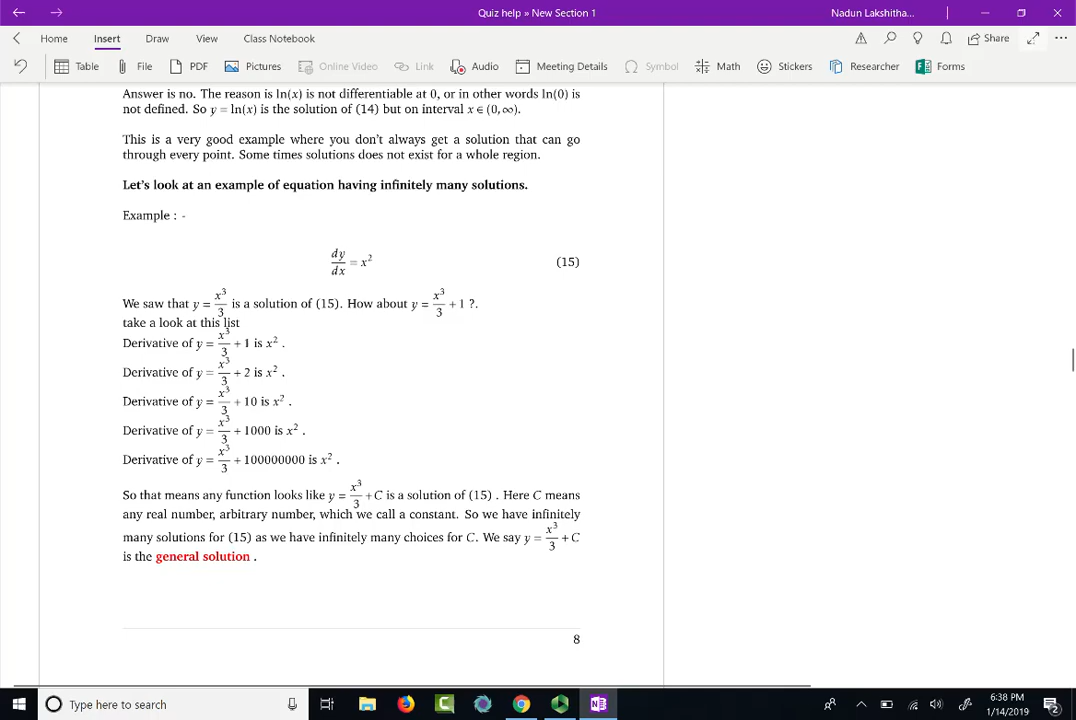 Quiz help » New Section 1
Nadun Lakshitha...
Home Insert Draw View Class Notebook
Share
Table File PDF Pictures Online Video Link Audio Meeting Details Symbol Math Stickers Researcher Forms
Answer is no. The reason is ln(x) is not differentiable at 0, or in other words ln(0) is
not defined. So y = ln(x) is the solution of (14) but on interval x ∈ (0, ∞).
This is a very good example where you don't always get a solution that can go
through every point. Some times solutions does not exist for a whole region.
Let's look at an example of equation having infinitely many solutions.
Example : -
dy/dx = x² (15)
We saw that y = x³/3 is a solution of (15). How about y = x³/3 + 1 ?.
take a look at this list
Derivative of y = x³/3 + 1 is x² .
Derivative of y = x³/3 + 2 is x² .
Derivative of y = x³/3 + 10 is x² .
Derivative of y = x³/3 + 1000 is x² .
Derivative of y = x³/3 + 100000000 is x² .
So that means any function looks like y = x³/3 + C is a solution of (15) . Here C means
any real number, arbitrary number, which we call a constant. So we have infinitely
many solutions for (15) as we have infinitely many choices for C. We say y = x³/3 + C
is the general solution .
8
Type here to search
6:38 PM
1/14/2019
2